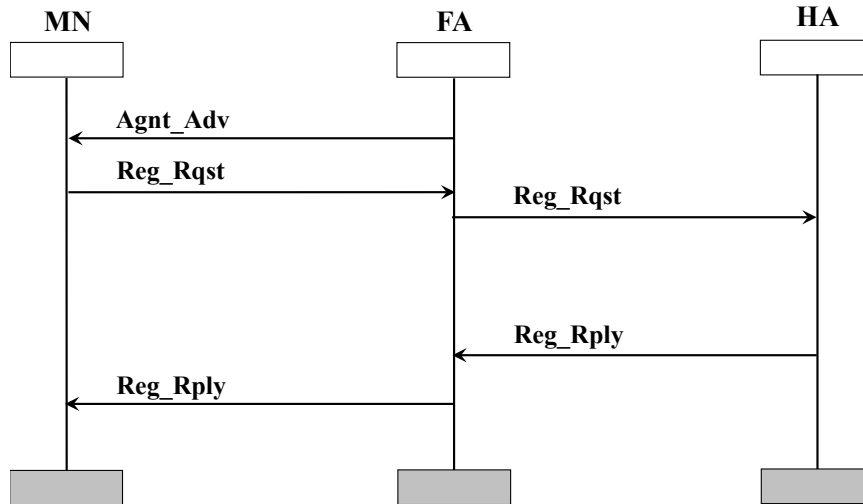 MN
FA
HA
Agnt_Adv
Reg_Rqst
Reg_Rqst
Reg_Rply
Reg_Rply